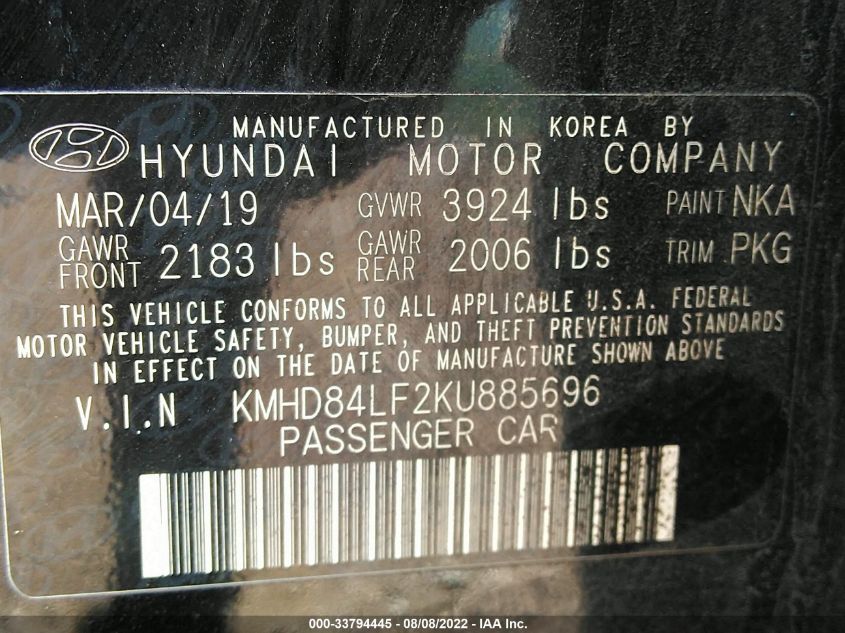 MANUFACTURED IN KOREA BY
HYUNDAI MOTOR COMPANY
MAR/04/19 GVWR 3924 lbs PAINT NKA
GAWR FRONT 2183 lbs GAWR REAR 2006 lbs TRIM PKG
THIS VEHICLE CONFORMS TO ALL APPLICABLE U.S.A. FEDERAL
MOTOR VEHICLE SAFETY, BUMPER, AND THEFT PREVENTION STANDARDS
IN EFFECT ON THE DATE OF MANUFACTURE SHOWN ABOVE
V.I.N KMHD84LF2KU885696
PASSENGER CAR
000-33794445 - 08/08/2022 - IAA Inc.